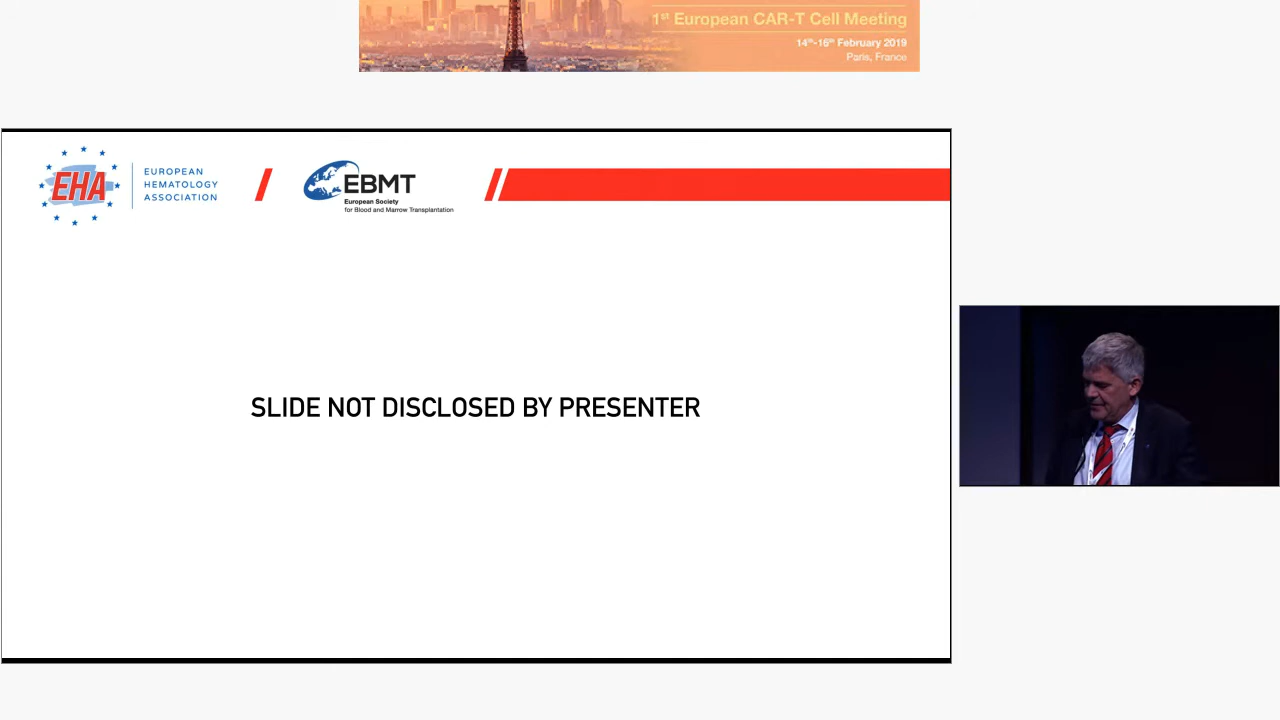 1st European CAR-T Cell Meeting
14th-16th February 2019
Paris, France
EHA
EUROPEAN
HEMATOLOGY
ASSOCIATION
EBMT
European Society
for Blood and Marrow Transplantation
SLIDE NOT DISCLOSED BY PRESENTER